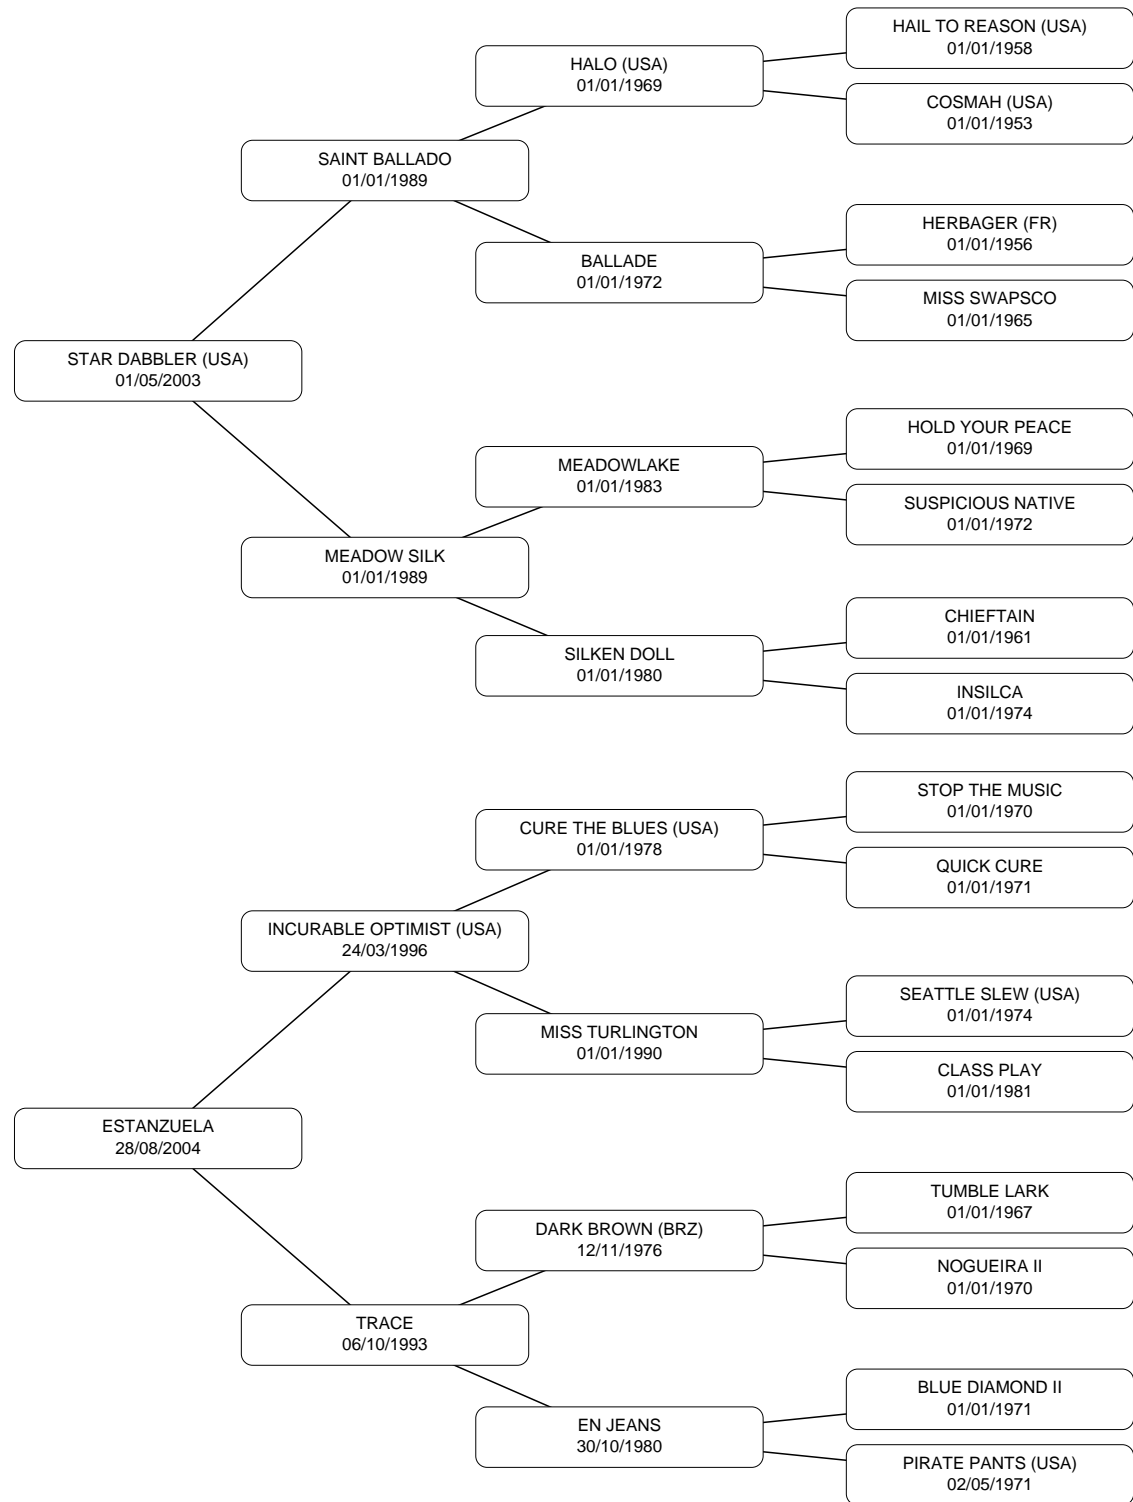 HAIL TO REASON (USA)
01/01/1958
HALO (USA)
01/01/1969
COSMAH (USA)
01/01/1953
SAINT BALLADO
01/01/1989
HERBAGER (FR)
01/01/1956
BALLADE
01/01/1972
MISS SWAPSCO
01/01/1965
STAR DABBLER (USA)
01/05/2003
HOLD YOUR PEACE
01/01/1969
MEADOWLAKE
01/01/1983
SUSPICIOUS NATIVE
01/01/1972
MEADOW SILK
01/01/1989
CHIEFTAIN
01/01/1961
SILKEN DOLL
01/01/1980
INSILCA
01/01/1974
STOP THE MUSIC
01/01/1970
CURE THE BLUES (USA)
01/01/1978
QUICK CURE
01/01/1971
INCURABLE OPTIMIST (USA)
24/03/1996
SEATTLE SLEW (USA)
01/01/1974
MISS TURLINGTON
01/01/1990
CLASS PLAY
01/01/1981
ESTANZUELA
28/08/2004
TUMBLE LARK
01/01/1967
DARK BROWN (BRZ)
12/11/1976
NOGUEIRA II
01/01/1970
TRACE
06/10/1993
BLUE DIAMOND II
01/01/1971
EN JEANS
30/10/1980
PIRATE PANTS (USA)
02/05/1971